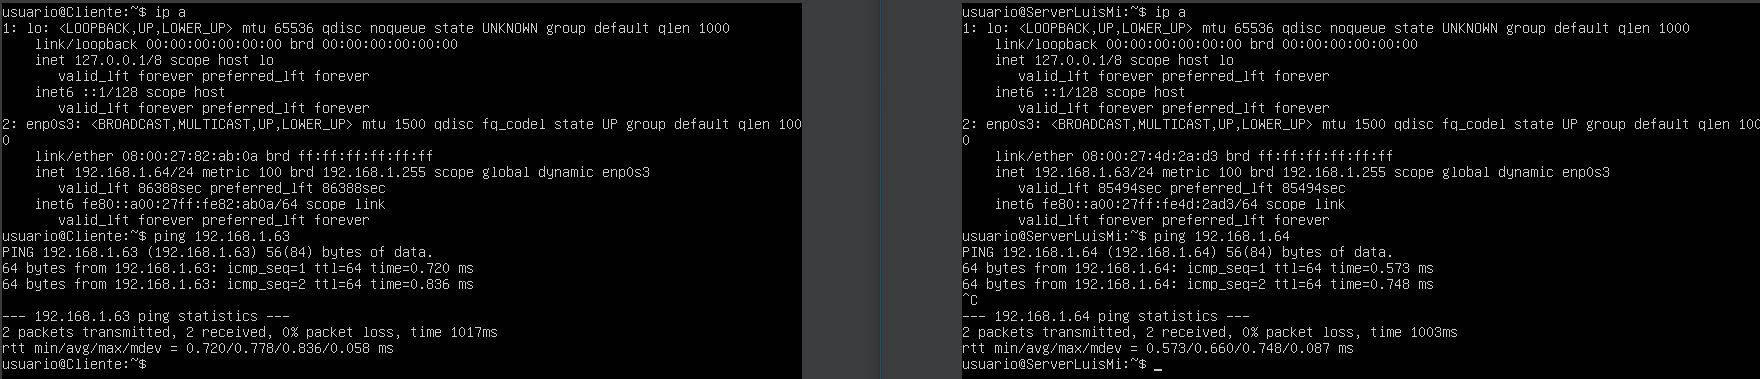 usuario@Cliente:~$ ip a
1: lo: <LOOPBACK,UP,LOWER_UP> mtu 65536 qdisc noqueue state UNKNOWN group default qlen 1000
link/loopback 00:00:00:00:00:00 brd 00:00:00:00:00:00
inet 127.0.0.1/8 scope host lo
valid_lft forever preferred_lft forever
inet6 ::1/128 scope host
valid_lft forever preferred_lft forever
2: enp0s3: <BROADCAST,MULTICAST,UP,LOWER_UP> mtu 1500 qdisc fq_codel state UP group default qlen 100
0
link/ether 08:00:27:82:ab:0a brd ff:ff:ff:ff:ff:ff
inet 192.168.1.64/24 metric 100 brd 192.168.1.255 scope global dynamic enp0s3
valid_lft 86388sec preferred_lft 86388sec
inet6 fe80::a00:27ff:fe82:ab0a/64 scope link
valid_lft forever preferred_lft forever
usuario@Cliente:~$ ping 192.168.1.63
PING 192.168.1.63 (192.168.1.63) 56(84) bytes of data.
64 bytes from 192.168.1.63: icmp_seq=1 ttl=64 time=0.720 ms
64 bytes from 192.168.1.63: icmp_seq=2 ttl=64 time=0.836 ms
--- 192.168.1.63 ping statistics ---
2 packets transmitted, 2 received, 0% packet loss, time 1017ms
rtt min/avg/max/mdev = 0.720/0.778/0.836/0.058 ms
usuario@Cliente:~$
usuario@ServerLuisMi:~$ ip a
1: lo: <LOOPBACK,UP,LOWER_UP> mtu 65536 qdisc noqueue state UNKNOWN group default qlen 1000
link/loopback 00:00:00:00:00:00 brd 00:00:00:00:00:00
inet 127.0.0.1/8 scope host lo
valid_lft forever preferred_lft forever
inet6 ::1/128 scope host
valid_lft forever preferred_lft forever
2: enp0s3: <BROADCAST,MULTICAST,UP,LOWER_UP> mtu 1500 qdisc fq_codel state UP group default qlen 100
0
link/ether 08:00:27:4d:2a:d3 brd ff:ff:ff:ff:ff:ff
inet 192.168.1.63/24 metric 100 brd 192.168.1.255 scope global dynamic enp0s3
valid_lft 85494sec preferred_lft 85494sec
inet6 fe80::a00:27ff:fe4d:2ad3/64 scope link
valid_lft forever preferred_lft forever
usuario@ServerLuisMi:~$ ping 192.168.1.64
PING 192.168.1.64 (192.168.1.64) 56(84) bytes of data.
64 bytes from 192.168.1.64: icmp_seq=1 ttl=64 time=0.573 ms
64 bytes from 192.168.1.64: icmp_seq=2 ttl=64 time=0.748 ms
^C
--- 192.168.1.64 ping statistics ---
2 packets transmitted, 2 received, 0% packet loss, time 1003ms
rtt min/avg/max/mdev = 0.573/0.660/0.748/0.087 ms
usuario@ServerLuisMi:~$ _